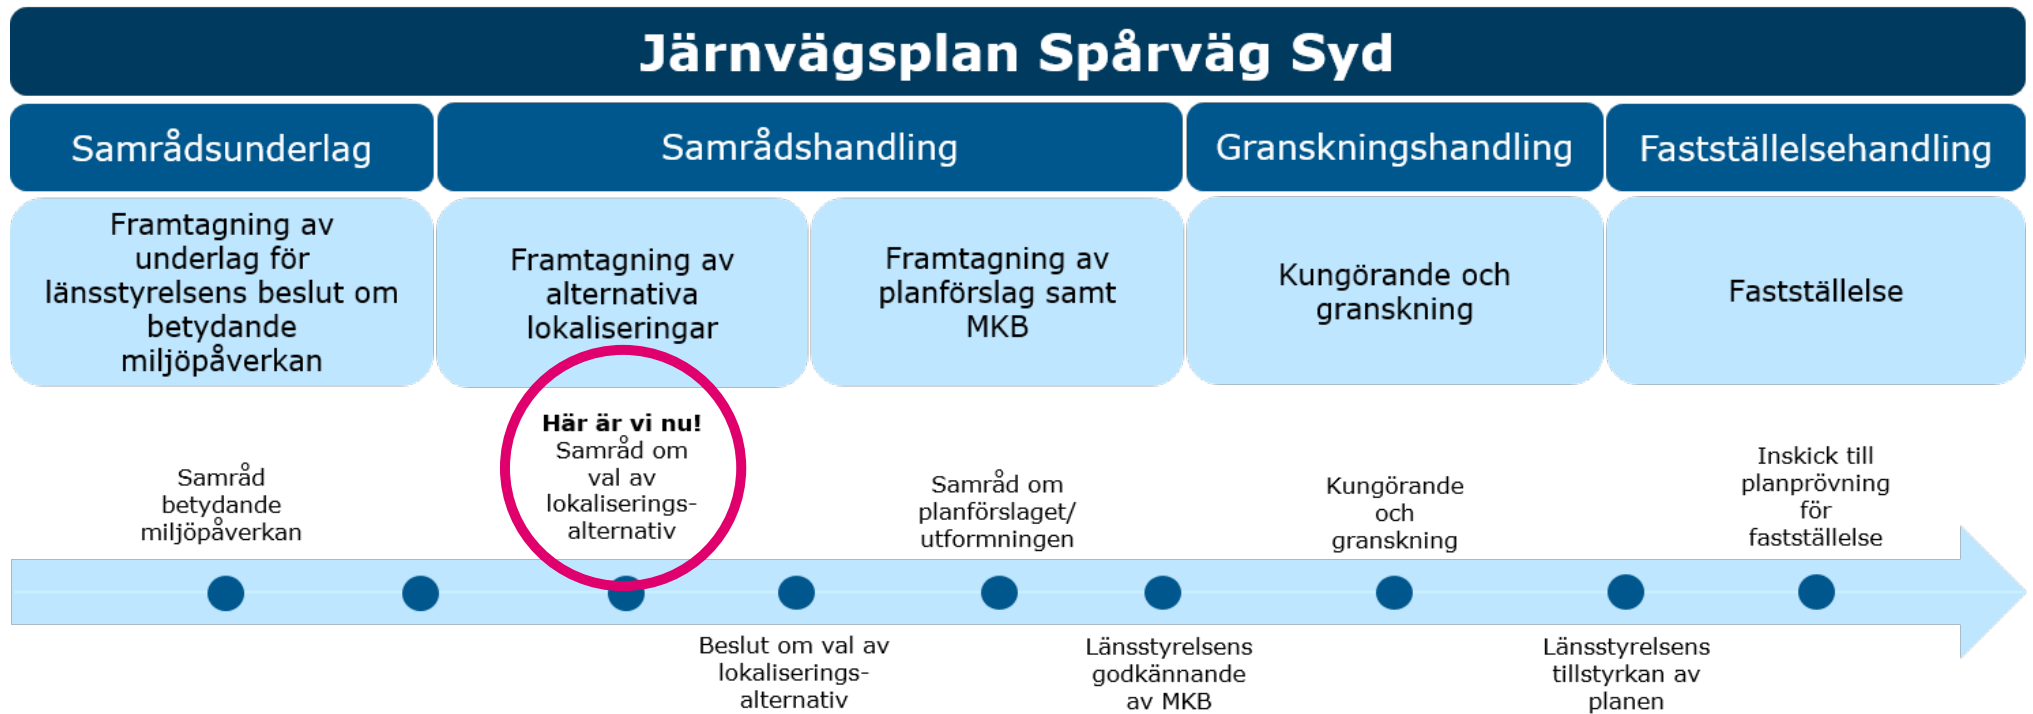 Järnvägsplan Spårväg Syd
Samrådsunderlag
Samrådshandling
Granskningshandling
Fastställelsehandling
Framtagning av
underlag för
länsstyrelsens beslut om
betydande
miljöpåverkan
Framtagning av
alternativa
lokaliseringar
Framtagning av
planförslag samt
MKB
Kungörande och
granskning
Fastställelse
Samråd
betydande
miljöpåverkan
Här är vi nu!
Samråd om
val av
lokaliserings-
alternativ
Samråd om
planförslaget/
utformningen
Kungörande
och
granskning
Inskick till
planprövning
för
fastställelse
Beslut om val av
lokaliserings-
alternativ
Länsstyrelsens
godkännande
av MKB
Länsstyrelsens
tillstyrkan av
planen